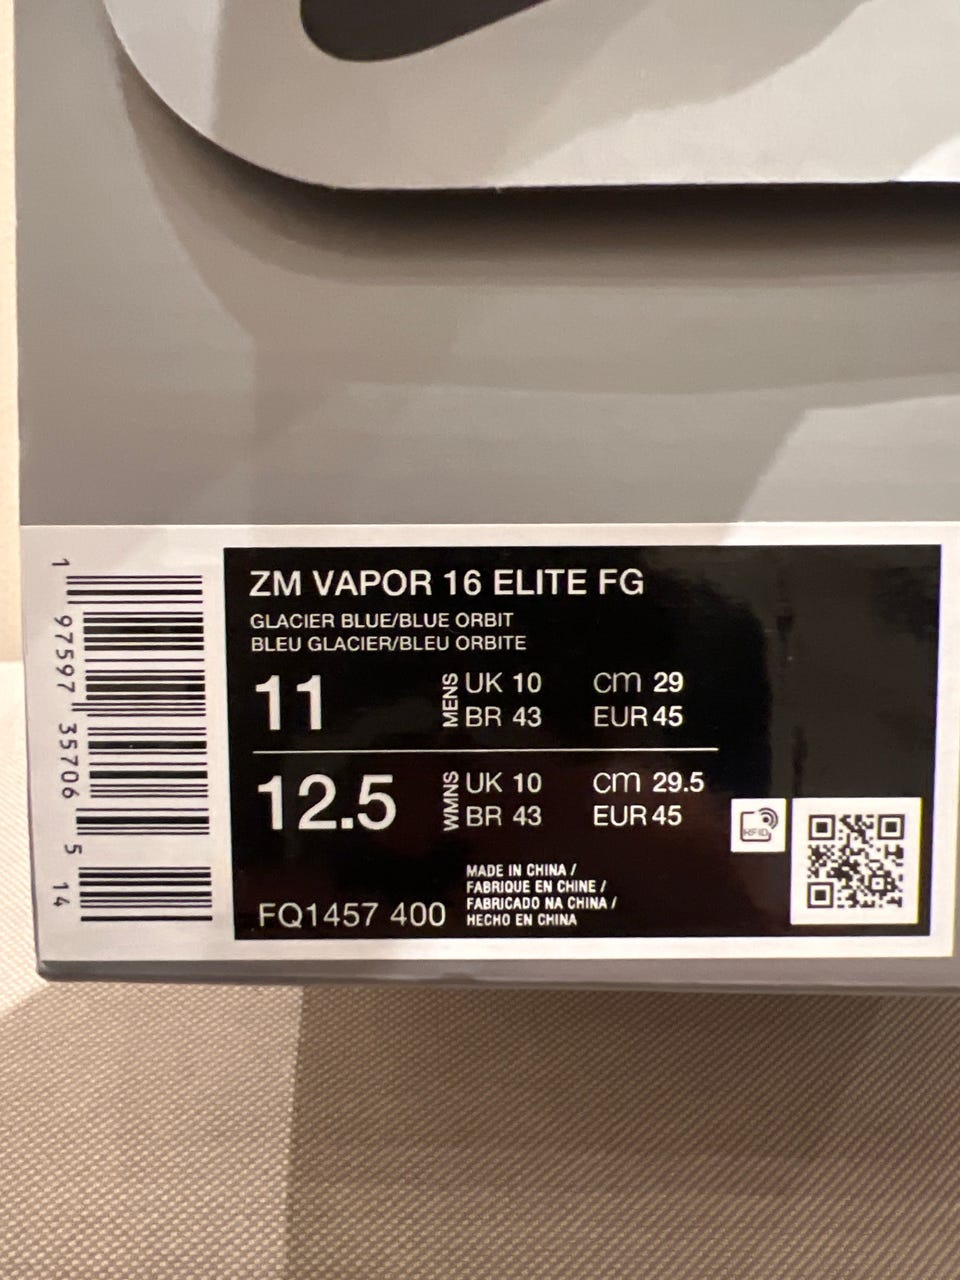 ZM VAPOR 16 ELITE FG
GLACIER BLUE/BLUE ORBIT
BLEU GLACIER/BLEU ORBITE
11 MENS UK 10 cm 29
BR 43 EUR 45
12.5 WMNS UK 10 cm 29.5
BR 43 EUR 45
MADE IN CHINA /
FABRIQUE EN CHINE /
FABRICADO NA CHINA /
HECHO EN CHINA
FQ1457 400
RFID
1 97597 35706 5 14